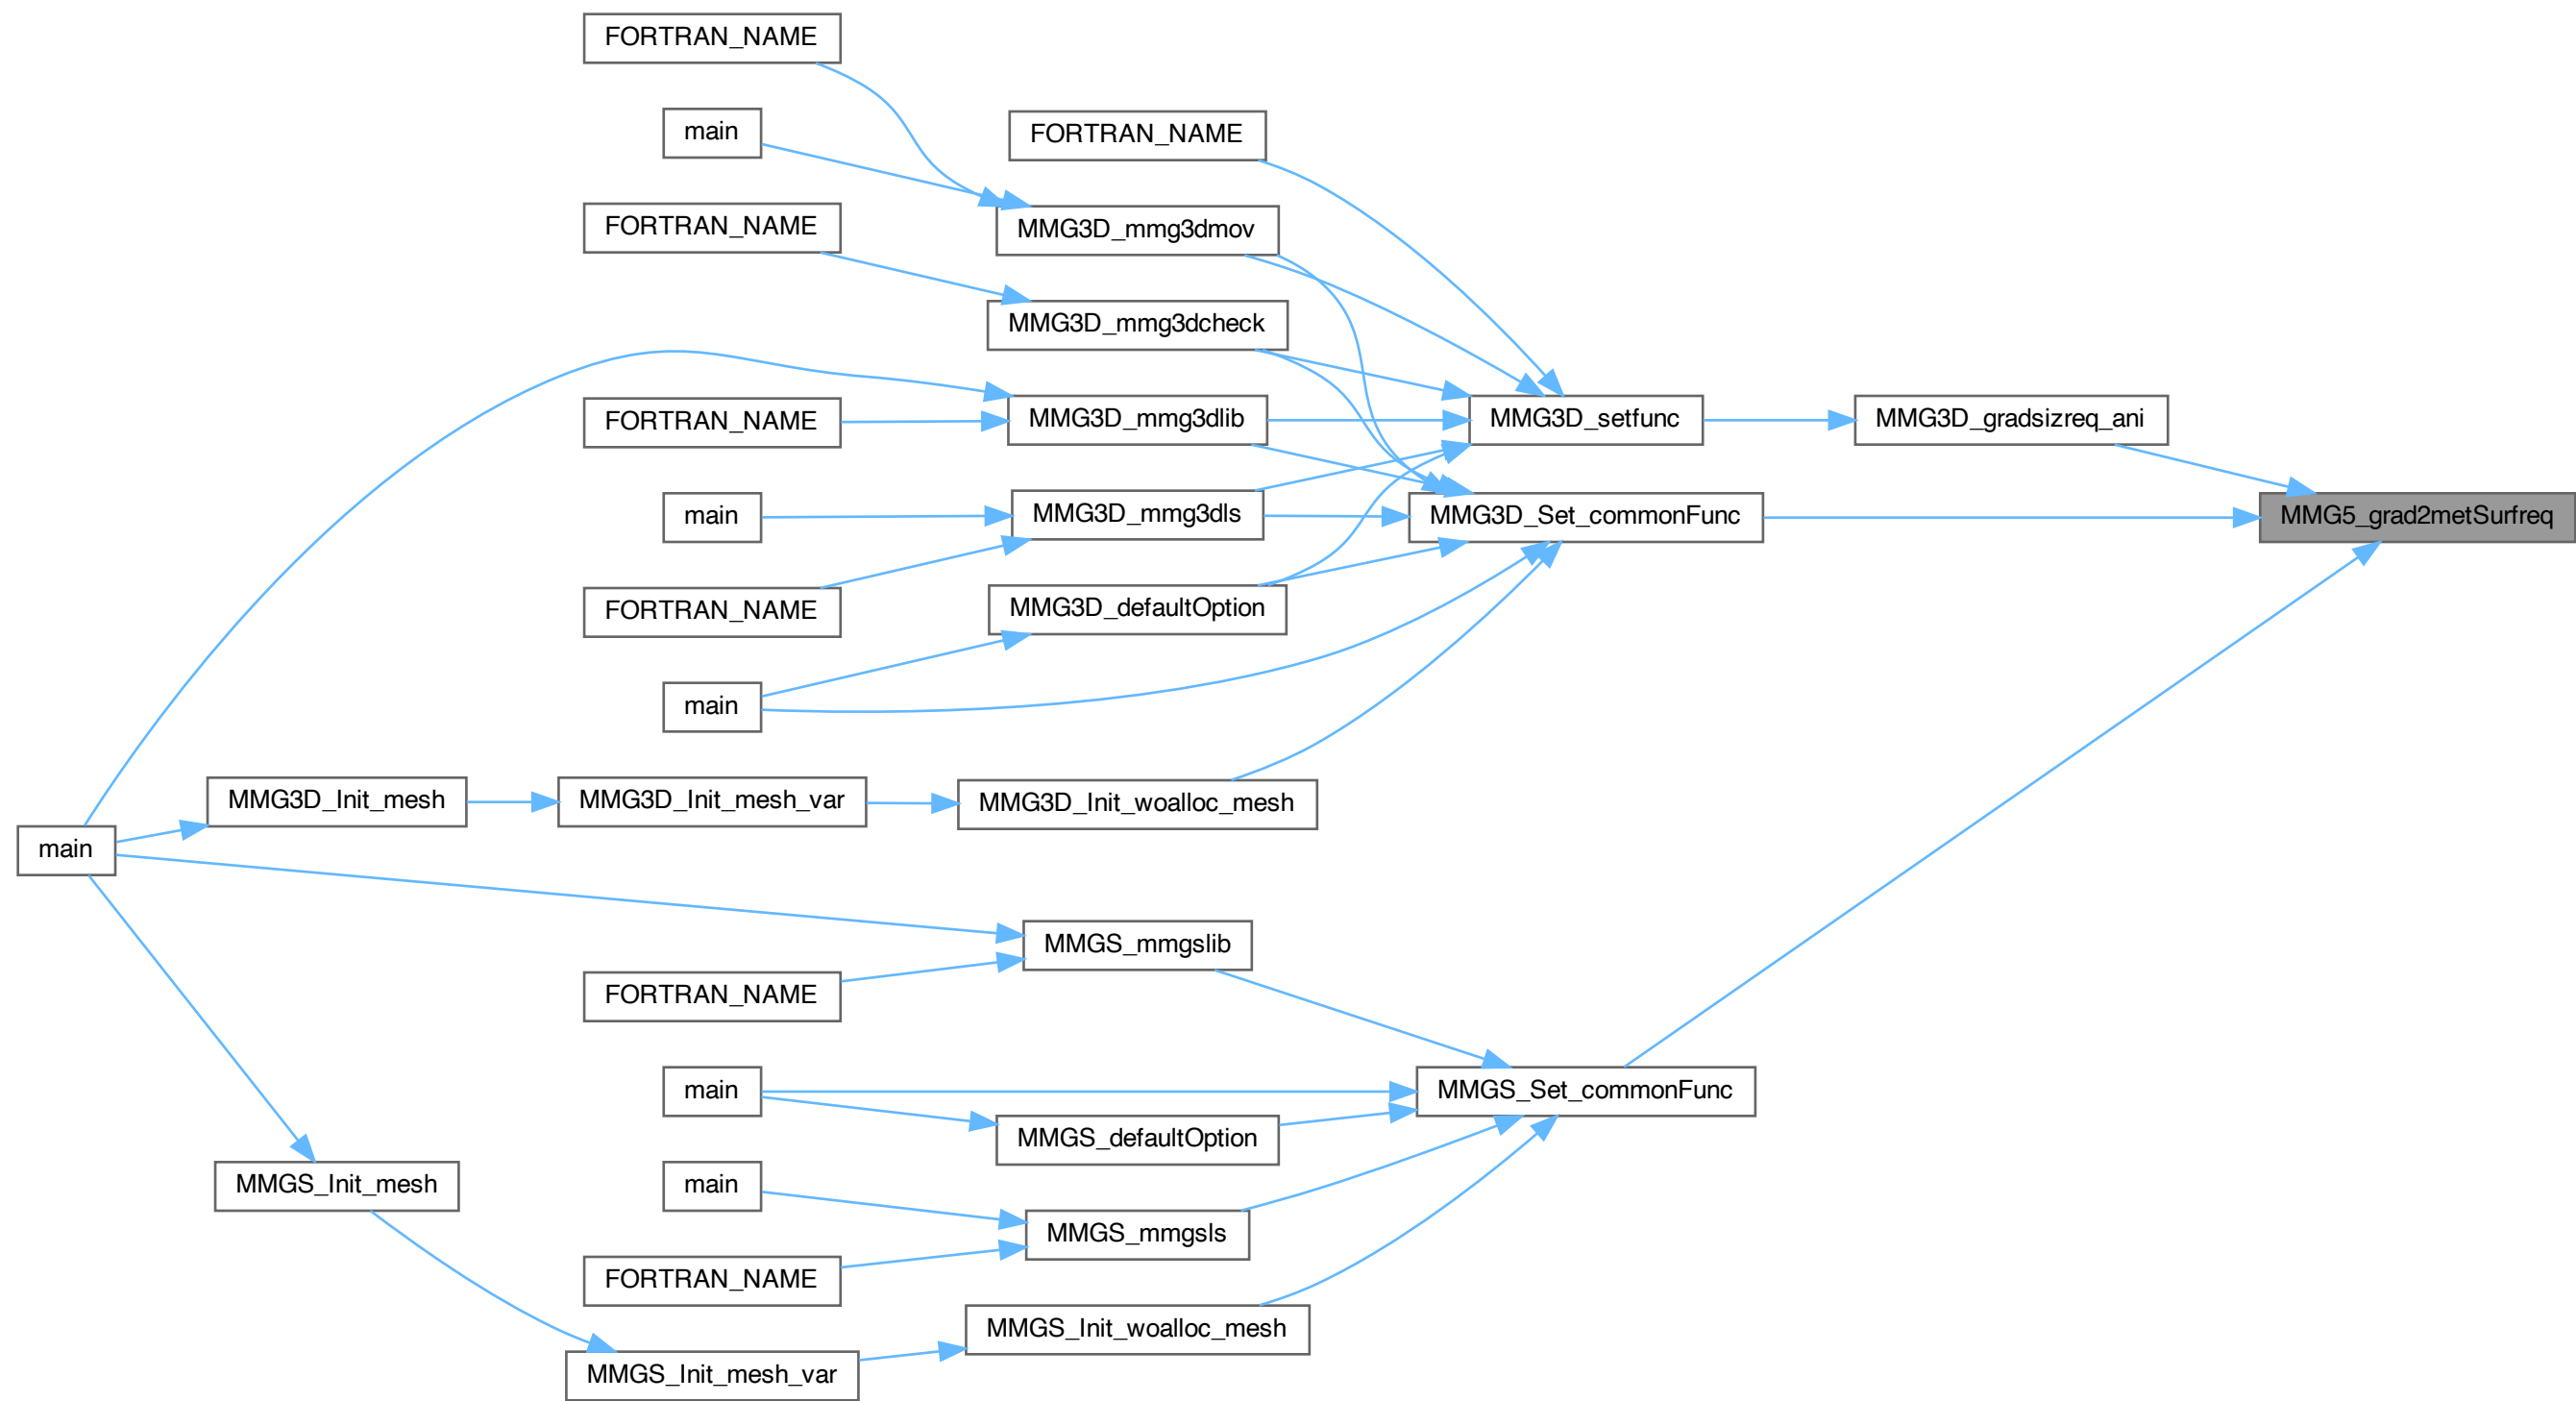 FORTRAN_NAME
main
FORTRAN_NAME
FORTRAN_NAME
MMG3D_mmg3dmov
MMG3D_mmg3dcheck
FORTRAN_NAME
MMG3D_mmg3dlib
MMG3D_setfunc
MMG3D_gradsizreq_ani
main
MMG3D_mmg3dls
MMG3D_Set_commonFunc
MMG5_grad2metSurfreq
FORTRAN_NAME
MMG3D_defaultOption
main
MMG3D_Init_mesh
MMG3D_Init_mesh_var
MMG3D_Init_woalloc_mesh
main
MMGS_mmgslib
FORTRAN_NAME
main
MMGS_Set_commonFunc
MMGS_defaultOption
MMGS_Init_mesh
main
MMGS_mmgsls
FORTRAN_NAME
MMGS_Init_woalloc_mesh
MMGS_Init_mesh_var